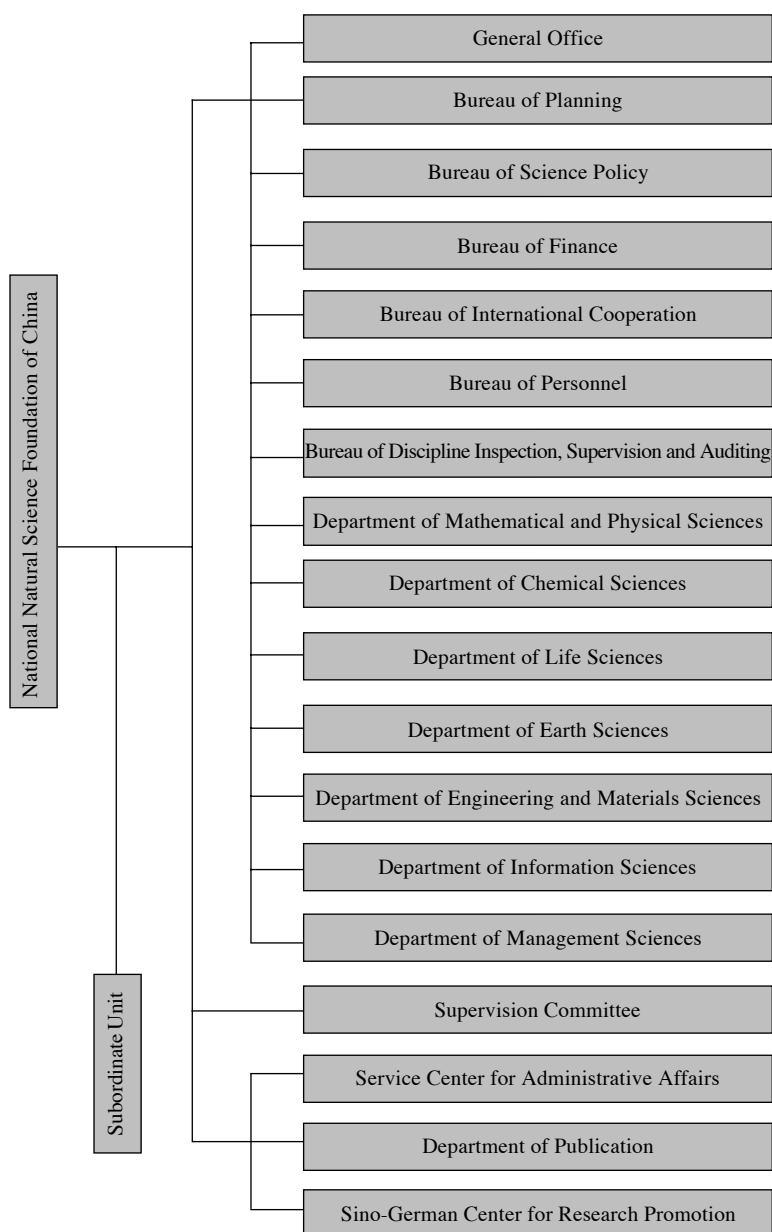 National Natural Science Foundation of China
Subordinate Unit
General Office
Bureau of Planning
Bureau of Science Policy
Bureau of Finance
Bureau of International Cooperation
Bureau of Personnel
Bureau of Discipline Inspection, Supervision and Auditing
Department of Mathematical and Physical Sciences
Department of Chemical Sciences
Department of Life Sciences
Department of Earth Sciences
Department of Engineering and Materials Sciences
Department of Information Sciences
Department of Management Sciences
Supervision Committee
Service Center for Administrative Affairs
Department of Publication
Sino-German Center for Research Promotion